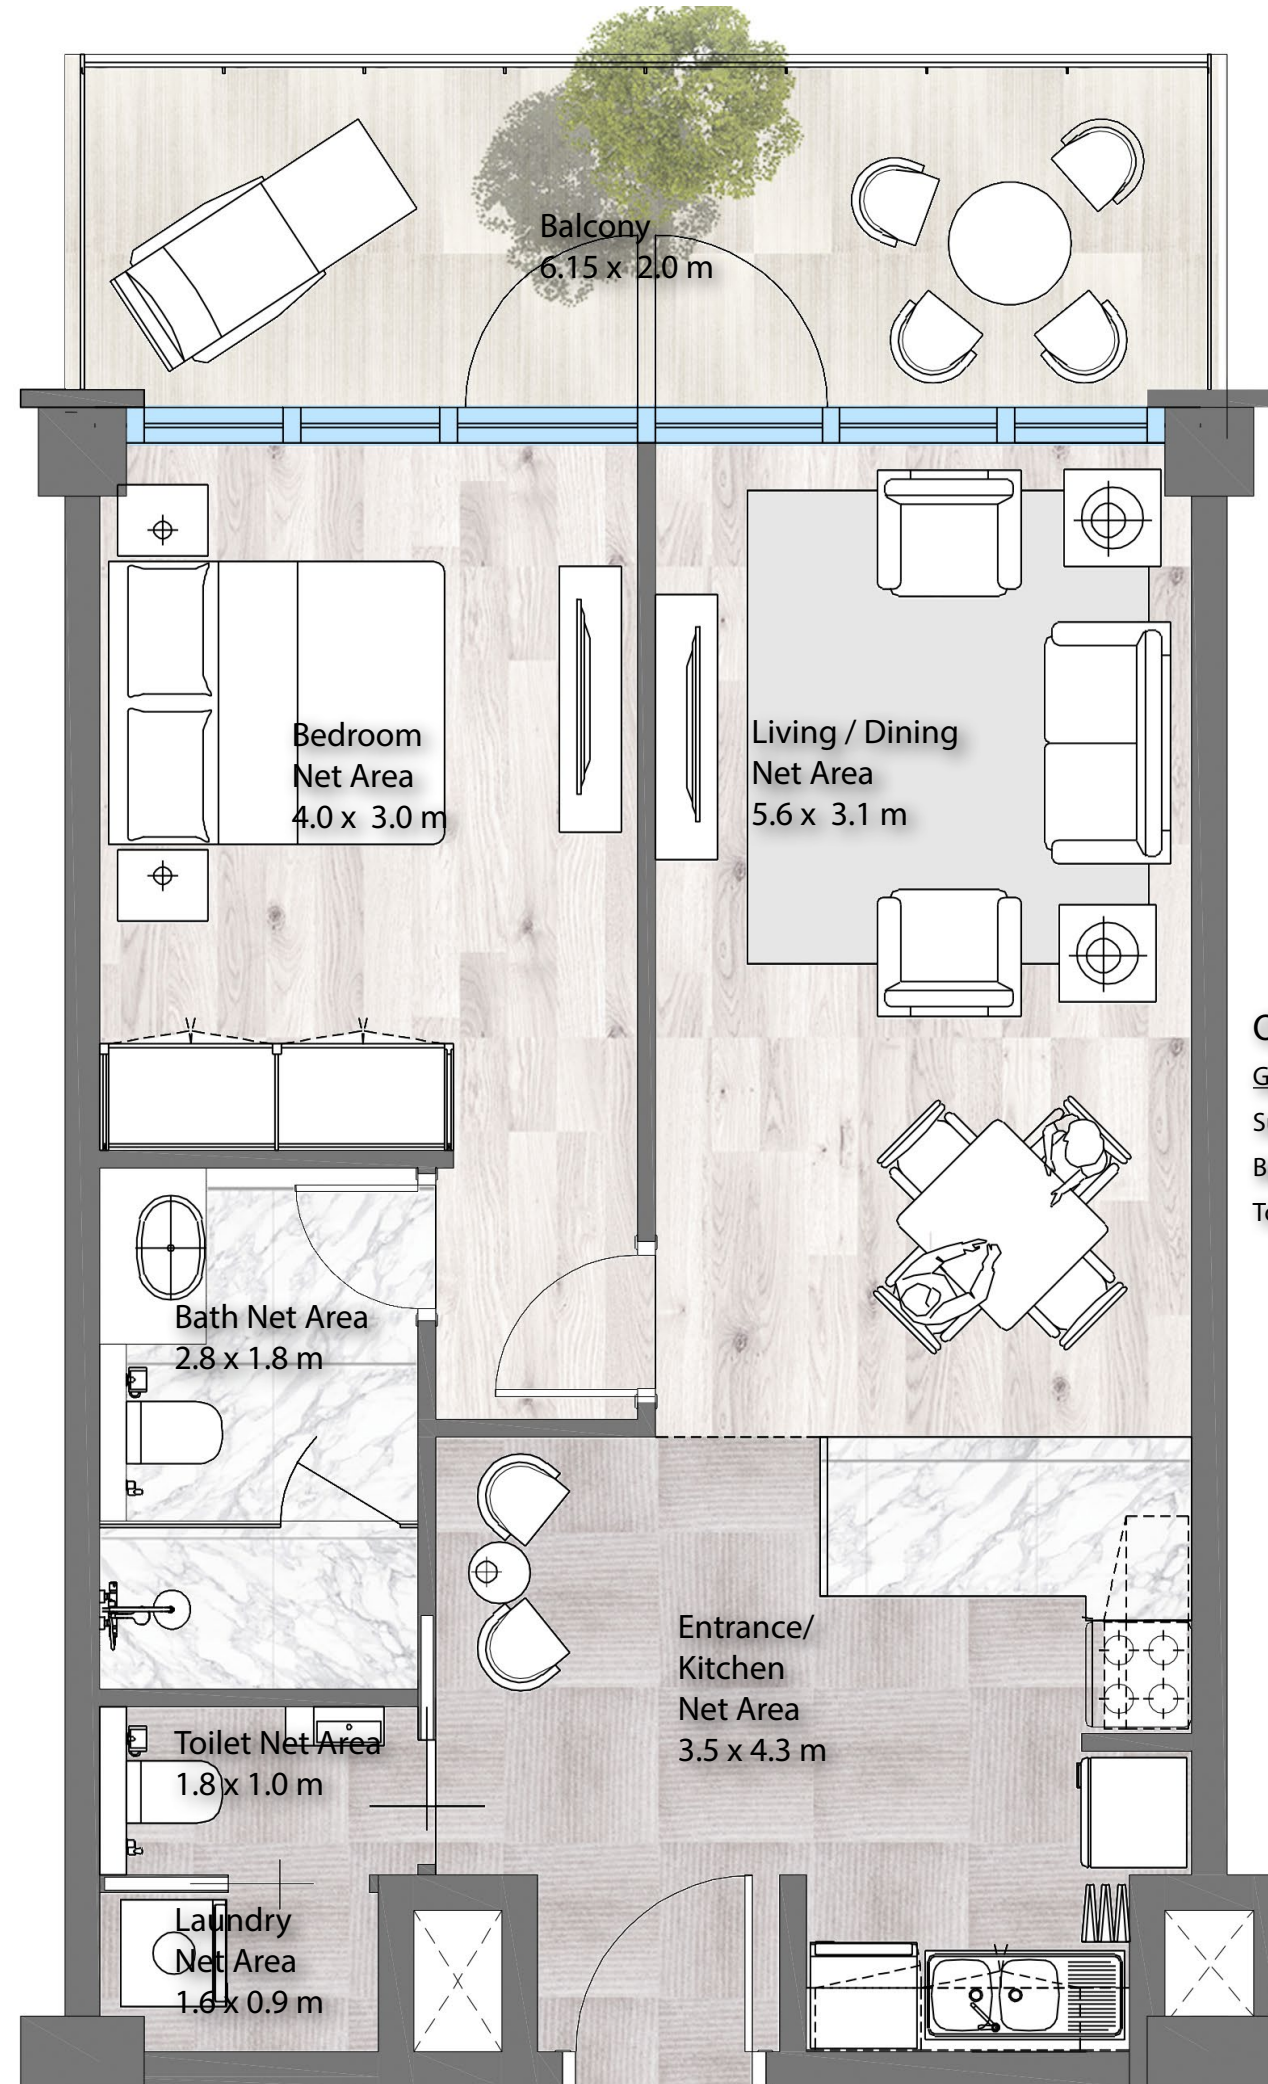 Balcony
6.15 x 2.0 m
Bedroom
Net Area
4.0 x 3.0 m
Living / Dining
Net Area
5.6 x 3.1 m
Bath Net Area
2.8 x 1.8 m
Entrance/
Kitchen
Net Area
3.5 x 4.3 m
Toilet Net Area
1.8 x 1.0 m
Laundry
Net Area
1.6 x 0.9 m